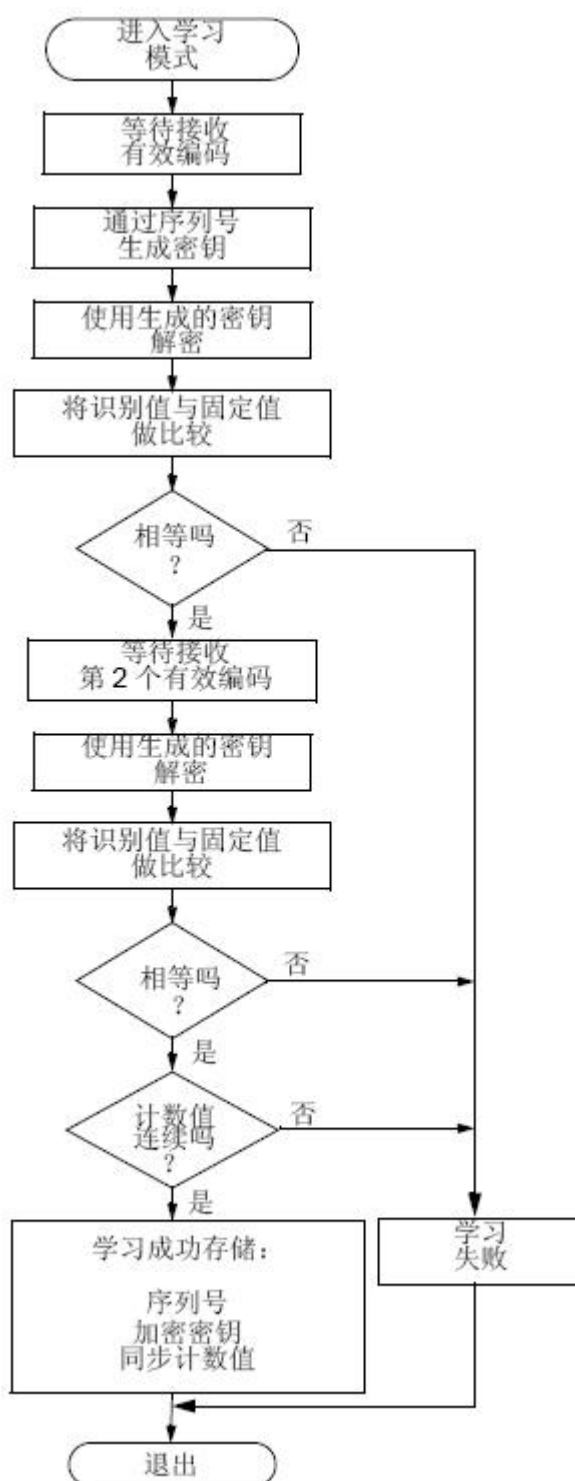 进入学习
模式
等待接收
有效编码
通过序列号
生成密钥
使用生成的密钥
解密
将识别值与固定值
做比较
相等吗
?
否
是
等待接收
第 2 个有效编码
使用生成的密钥
解密
将识别值与固定值
做比较
相等吗
?
否
是
计数值
连续吗
?
否
是
学习成功存储：
序列号
加密密钥
同步计数值
学习
失败
退出